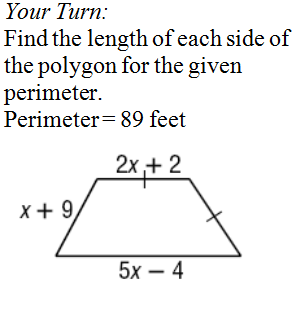 Your Turn:
Find the length of each side of
the polygon for the given
perimeter.
Perimeter= 89 feet
2x + 2
x + 9
5x − 4